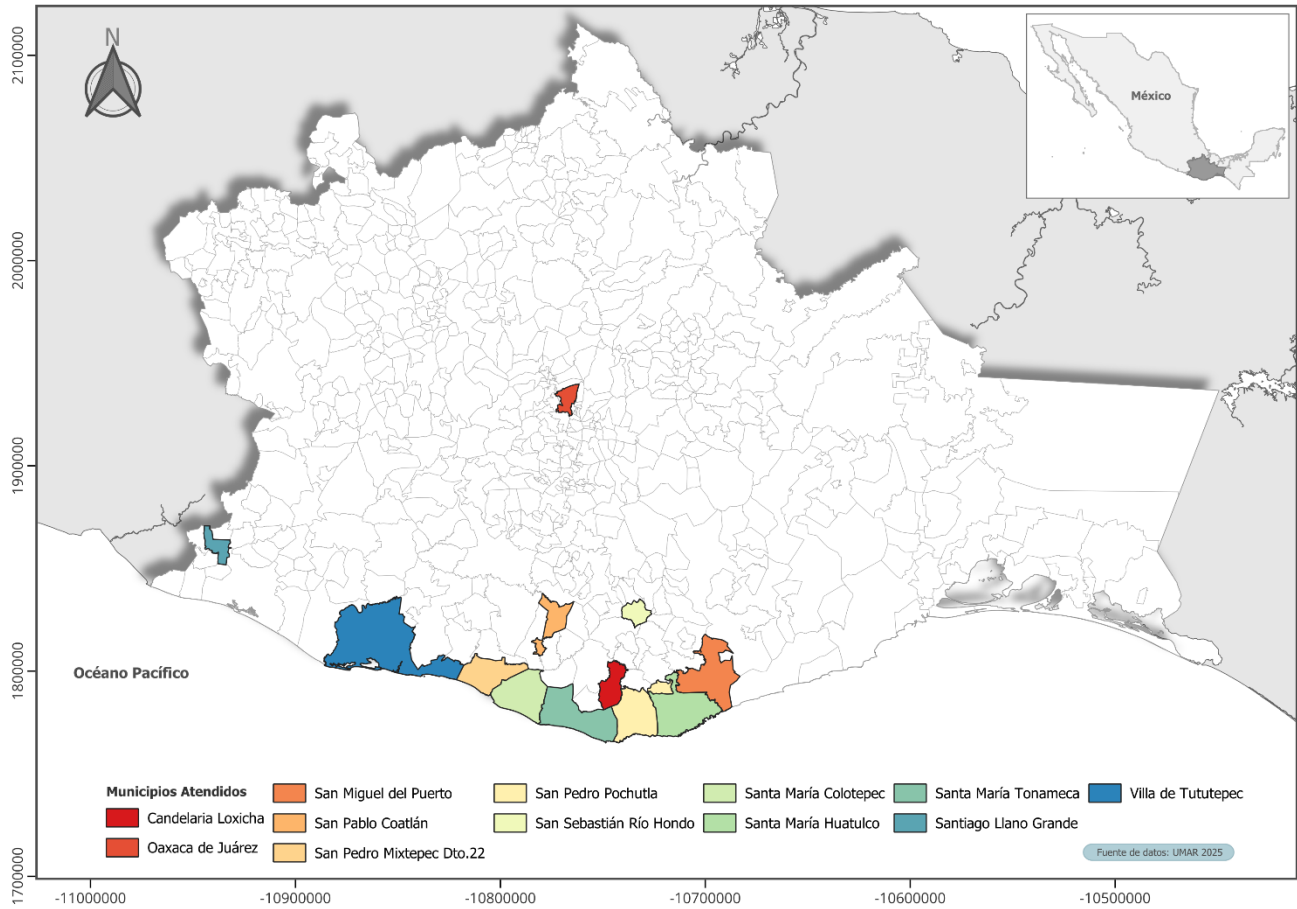 N
México
2100000
2000000
1900000
1800000
1700000
Océano Pacífico
Municipios Atendidos
Candelaria Loxicha
Oaxaca de Juárez
San Miguel del Puerto
San Pablo Coatlán
San Pedro Mixtepec Dto.22
San Pedro Pochutla
San Sebastián Río Hondo
Santa María Colotepec
Santa María Huatulco
Santa María Tonameca
Santiago Llano Grande
Villa de Tututepec
Fuente de datos: UMAR 2025
-11000000
-10900000
-10800000
-10700000
-10600000
-10500000